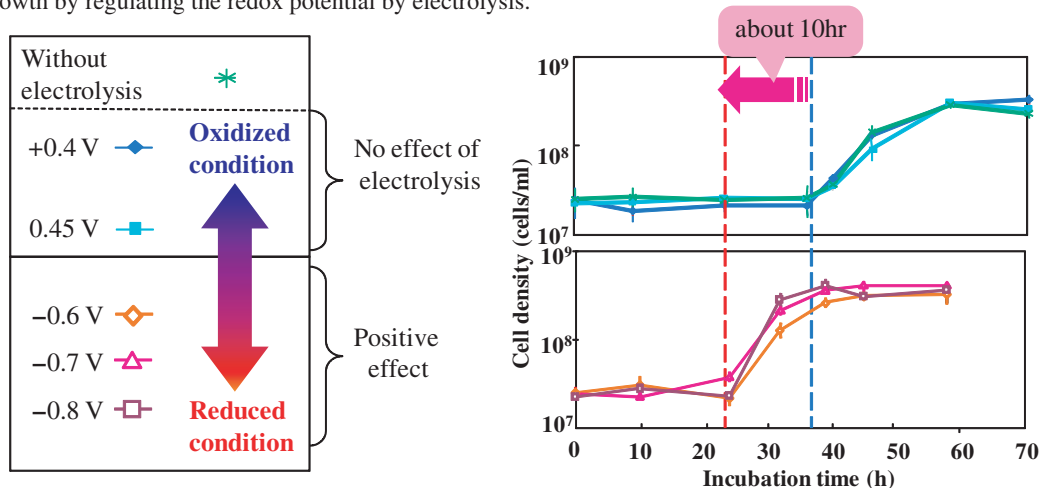 owth by regulating the redox potential by electrolysis.
Without
electrolysis
+0.4 V
Oxidized
condition
0.45 V
No effect of
electrolysis
−0.6 V
−0.7 V
−0.8 V
Reduced
condition
Positive
effect
about 10hr
Cell density (cells/ml)
10⁹
10⁸
10⁷
10⁹
10⁸
10⁷
0 10 20 30 40 50 60 70
Incubation time (h)